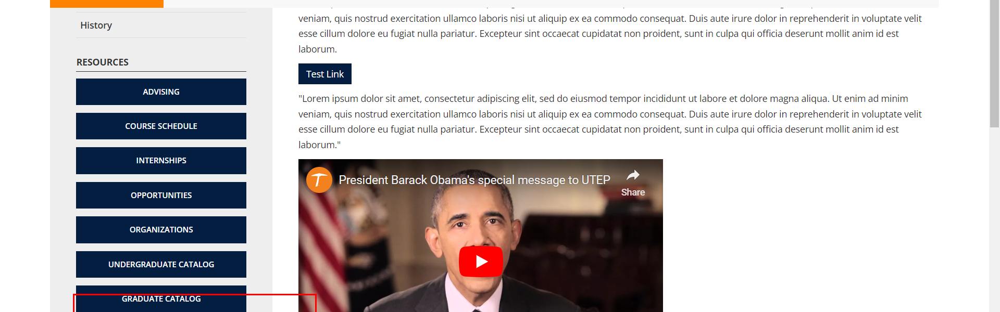 History
RESOURCES
ADVISING
COURSE SCHEDULE
INTERNSHIPS
OPPORTUNITIES
ORGANIZATIONS
UNDERGRADUATE CATALOG
GRADUATE CATALOG
veniam, quis nostrud exercitation ullamco laboris nisi ut aliquip ex ea commodo consequat. Duis aute irure dolor in reprehenderit in voluptate velit
esse cillum dolore eu fugiat nulla pariatur. Excepteur sint occaecat cupidatat non proident, sunt in culpa qui officia deserunt mollit anim id est
laborum.
Test Link
"Lorem ipsum dolor sit amet, consectetur adipiscing elit, sed do eiusmod tempor incididunt ut labore et dolore magna aliqua. Ut enim ad minim
veniam, quis nostrud exercitation ullamco laboris nisi ut aliquip ex ea commodo consequat. Duis aute irure dolor in reprehenderit in voluptate velit
esse cillum dolore eu fugiat nulla pariatur. Excepteur sint occaecat cupidatat non proident, sunt in culpa qui officia deserunt mollit anim id est
laborum."
President Barack Obama's special message to UTEP
Share